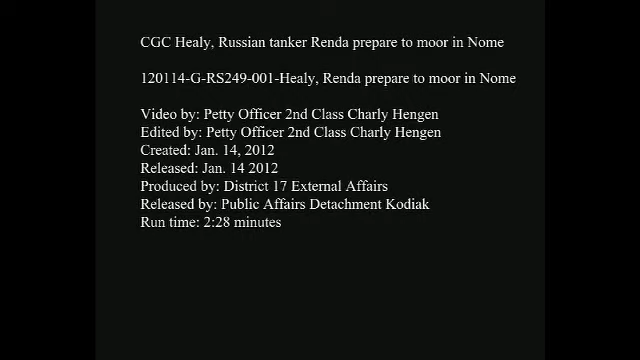 CGC Healy, Russian tanker Renda prepare to moor in Nome
120114-G-RS249-001-Healy, Renda prepare to moor in Nome
Video by: Petty Officer 2nd Class Charly Hengen
Edited by: Petty Officer 2nd Class Charly Hengen
Created: Jan. 14, 2012
Released: Jan. 14 2012
Produced by: District 17 External Affairs
Released by: Public Affairs Detachment Kodiak
Run time: 2:28 minutes